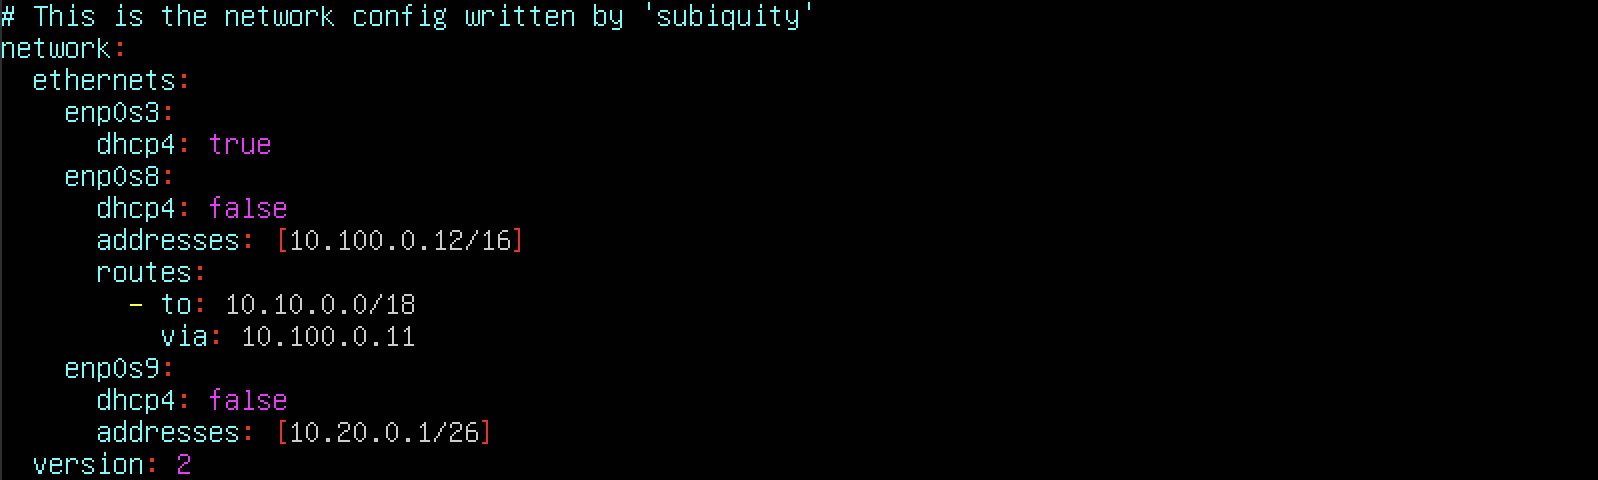 # This is the network config written by 'subiquity'
network:
  ethernets:
    enp0s3:
      dhcp4: true
    enp0s8:
      dhcp4: false
      addresses: [10.100.0.12/16]
      routes:
        - to: 10.10.0.0/18
          via: 10.100.0.11
    enp0s9:
      dhcp4: false
      addresses: [10.20.0.1/26]
  version: 2